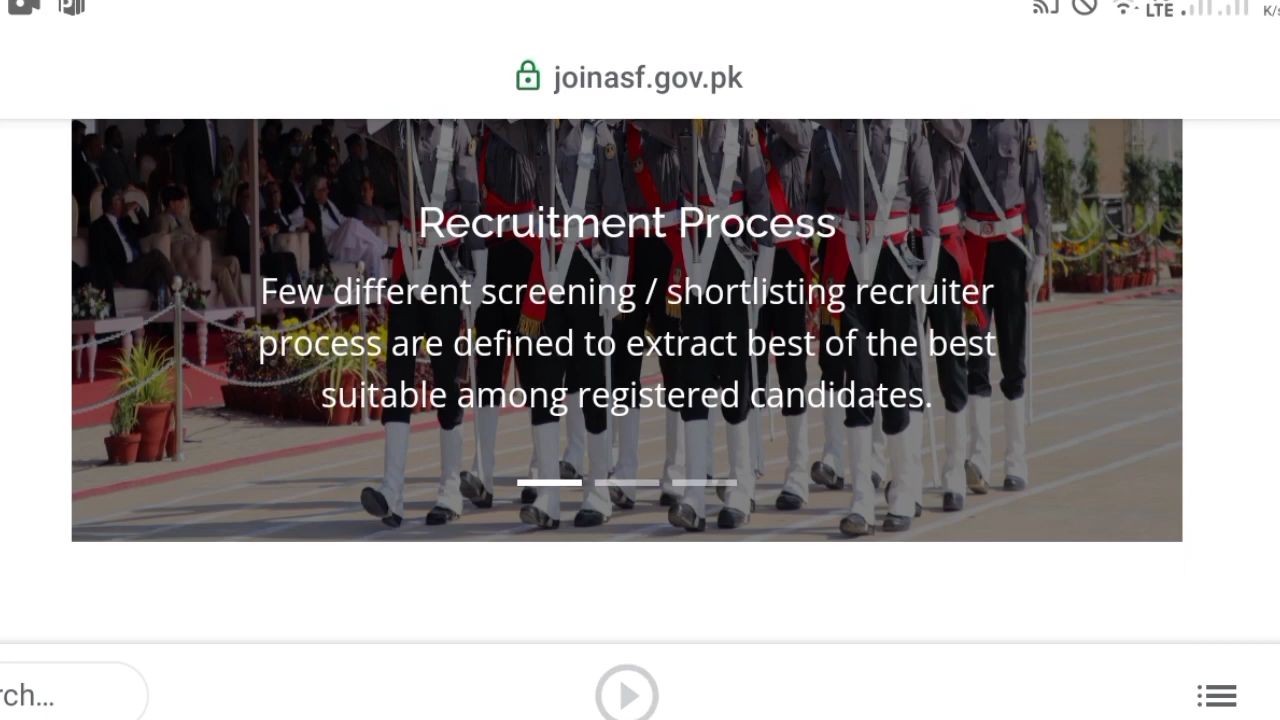 LTE
K/s
joinasf.gov.pk
Recruitment Process
Few different screening / shortlisting recruiter
process are defined to extract best of the best
suitable among registered candidates.
rch...